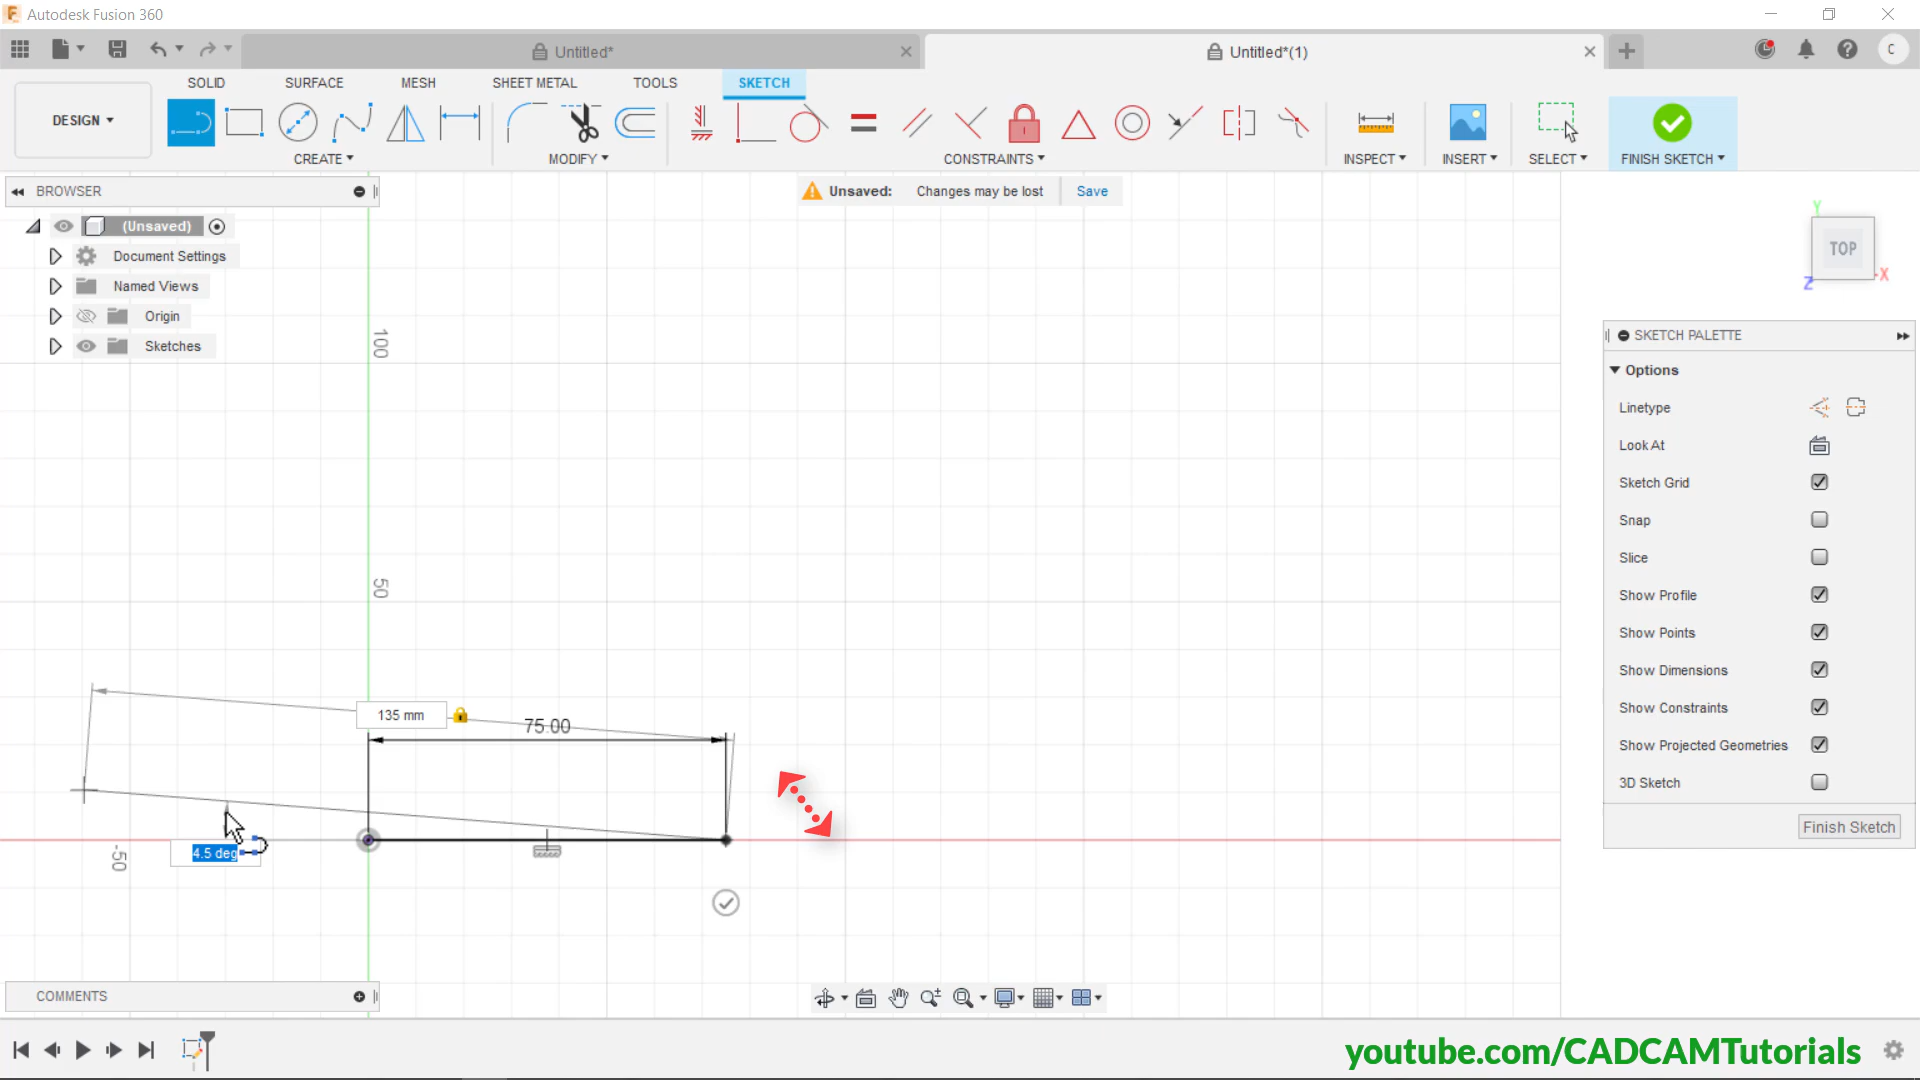 Autodesk Fusion 360
Untitled*
Untitled*(1)
C
SOLID
SURFACE
MESH
SHEET METAL
TOOLS
SKETCH
DESIGN
CREATE
MODIFY
CONSTRAINTS
INSPECT
INSERT
SELECT
FINISH SKETCH
BROWSER
Unsaved: Changes may be lost Save
(Unsaved)
Document Settings
Named Views
Origin
Sketches
Y
TOP
X
Z
100
50
-50
135 mm
75.00
4.5 deg
SKETCH PALETTE
Options
Linetype
Look At
Sketch Grid
Snap
Slice
Show Profile
Show Points
Show Dimensions
Show Constraints
Show Projected Geometries
3D Sketch
Finish Sketch
COMMENTS
youtube.com/CADCAMTutorials